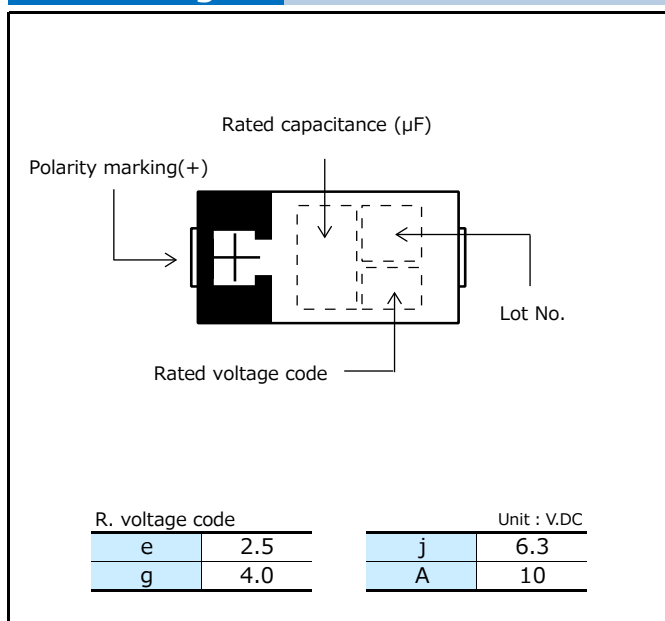 Rated capacitance (μF)
Polarity marking(+)
Lot No.
Rated voltage code
R. voltage code
Unit : V.DC
e 2.5 j 6.3
g 4.0 A 10